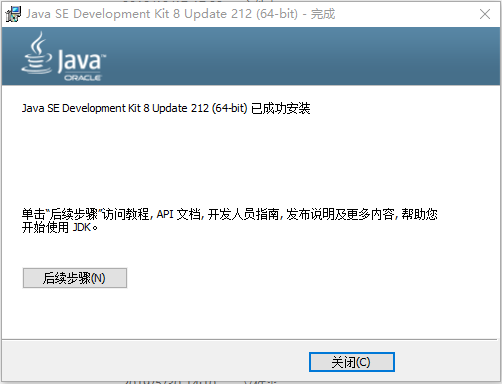 Java SE Development Kit 8 Update 212 (64-bit) - 完成
Java™
ORACLE
Java SE Development Kit 8 Update 212 (64-bit) 已成功安装
单击“后续步骤”访问教程, API 文档, 开发人员指南, 发布说明及更多内容, 帮助您
开始使用 JDK。
后续步骤(N)
关闭(C)